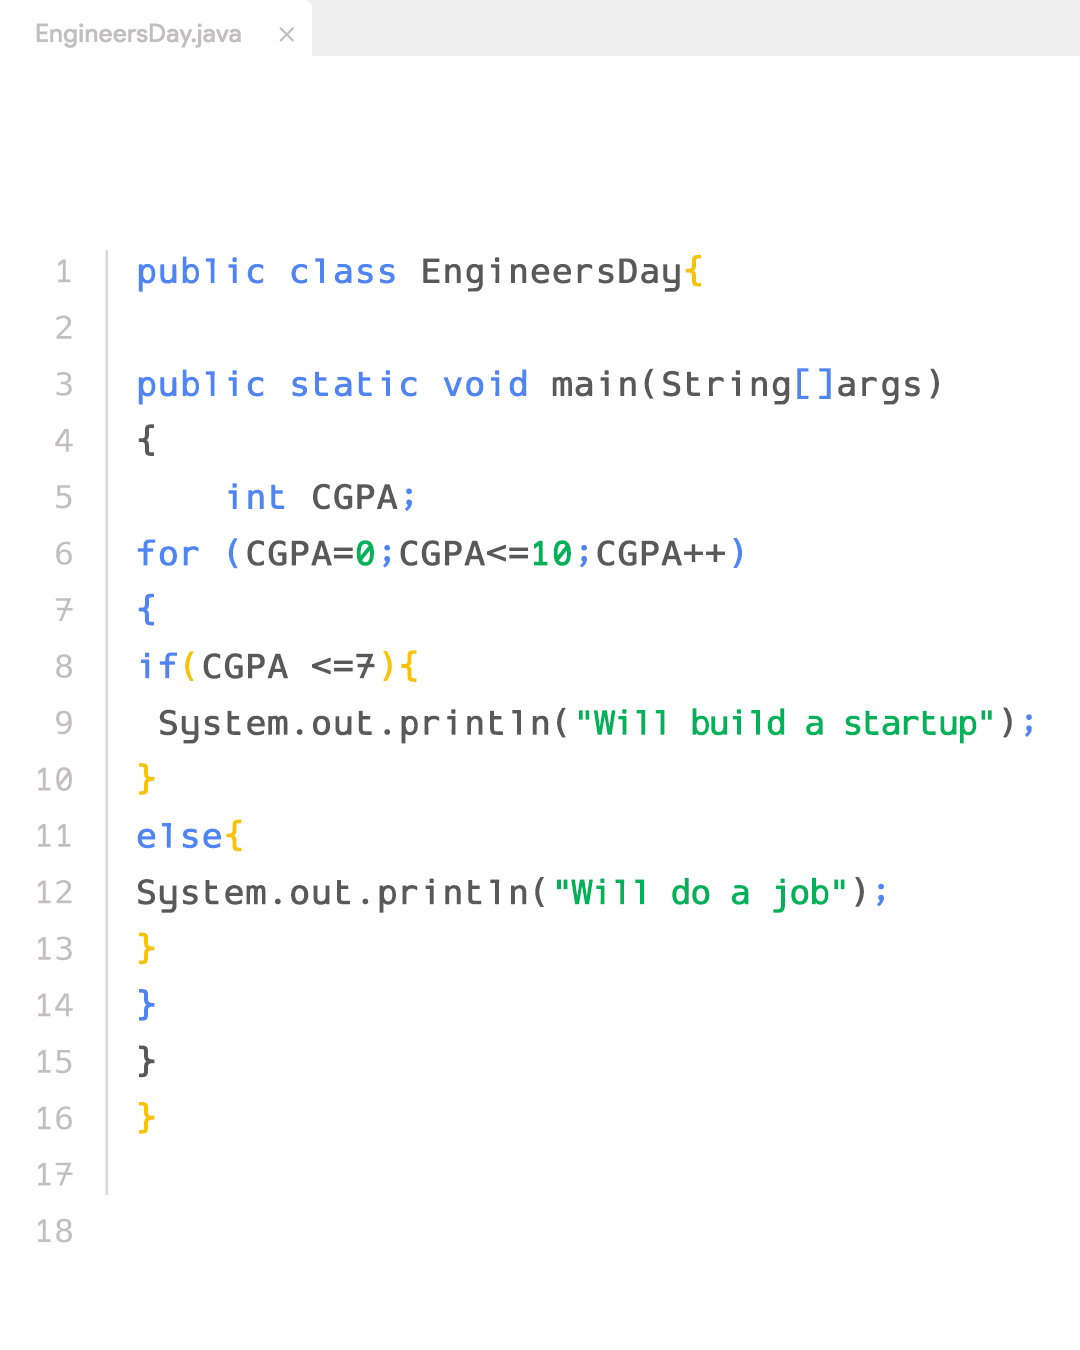 EngineersDay.java ×
1 public class EngineersDay{
2
3 public static void main(String[]args)
4 {
5     int CGPA;
6 for (CGPA=0;CGPA<=10;CGPA++)
7 {
8 if(CGPA <=7){
9  System.out.println("Will build a startup");
10 }
11 else{
12 System.out.println("Will do a job");
13 }
14 }
15 }
16 }
17
18